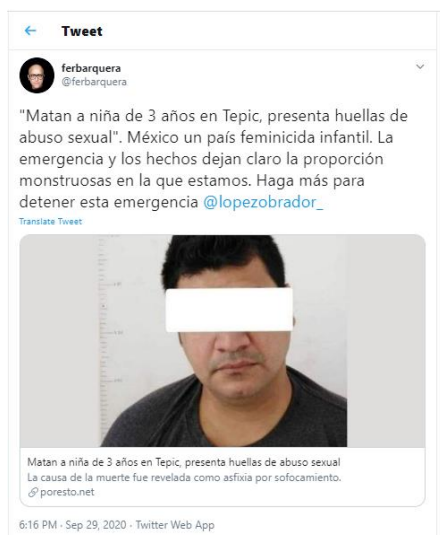 Tweet
ferbarquera
@ferbarquera
"Matan a niña de 3 años en Tepic, presenta huellas de
abuso sexual". México un país feminicida infantil. La
emergencia y los hechos dejan claro la proporción
monstruosas en la que estamos. Haga más para
detener esta emergencia @lopezobrador_
Translate Tweet
Matan a niña de 3 años en Tepic, presenta huellas de abuso sexual
La causa de la muerte fue revelada como asfixia por sofocamiento.
poresto.net
6:16 PM · Sep 29, 2020 · Twitter Web App